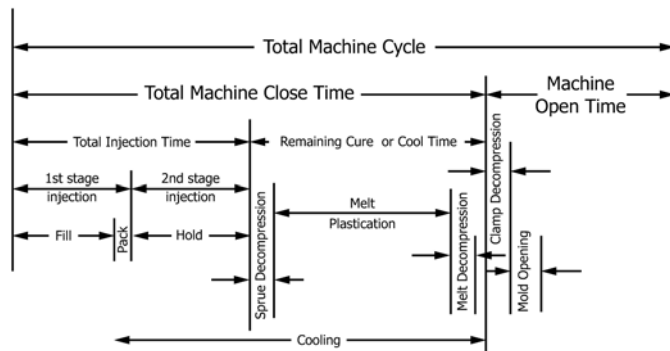 Total Machine Cycle
Total Machine Close Time
Machine
Open Time
Total Injection Time
Remaining Cure or Cool Time
1st stage
injection
2nd stage
injection
Fill
Pack
Hold
Sprue Decompression
Melt
Plastication
Melt Decompression
Clamp Decompression
Mold Opening
Cooling